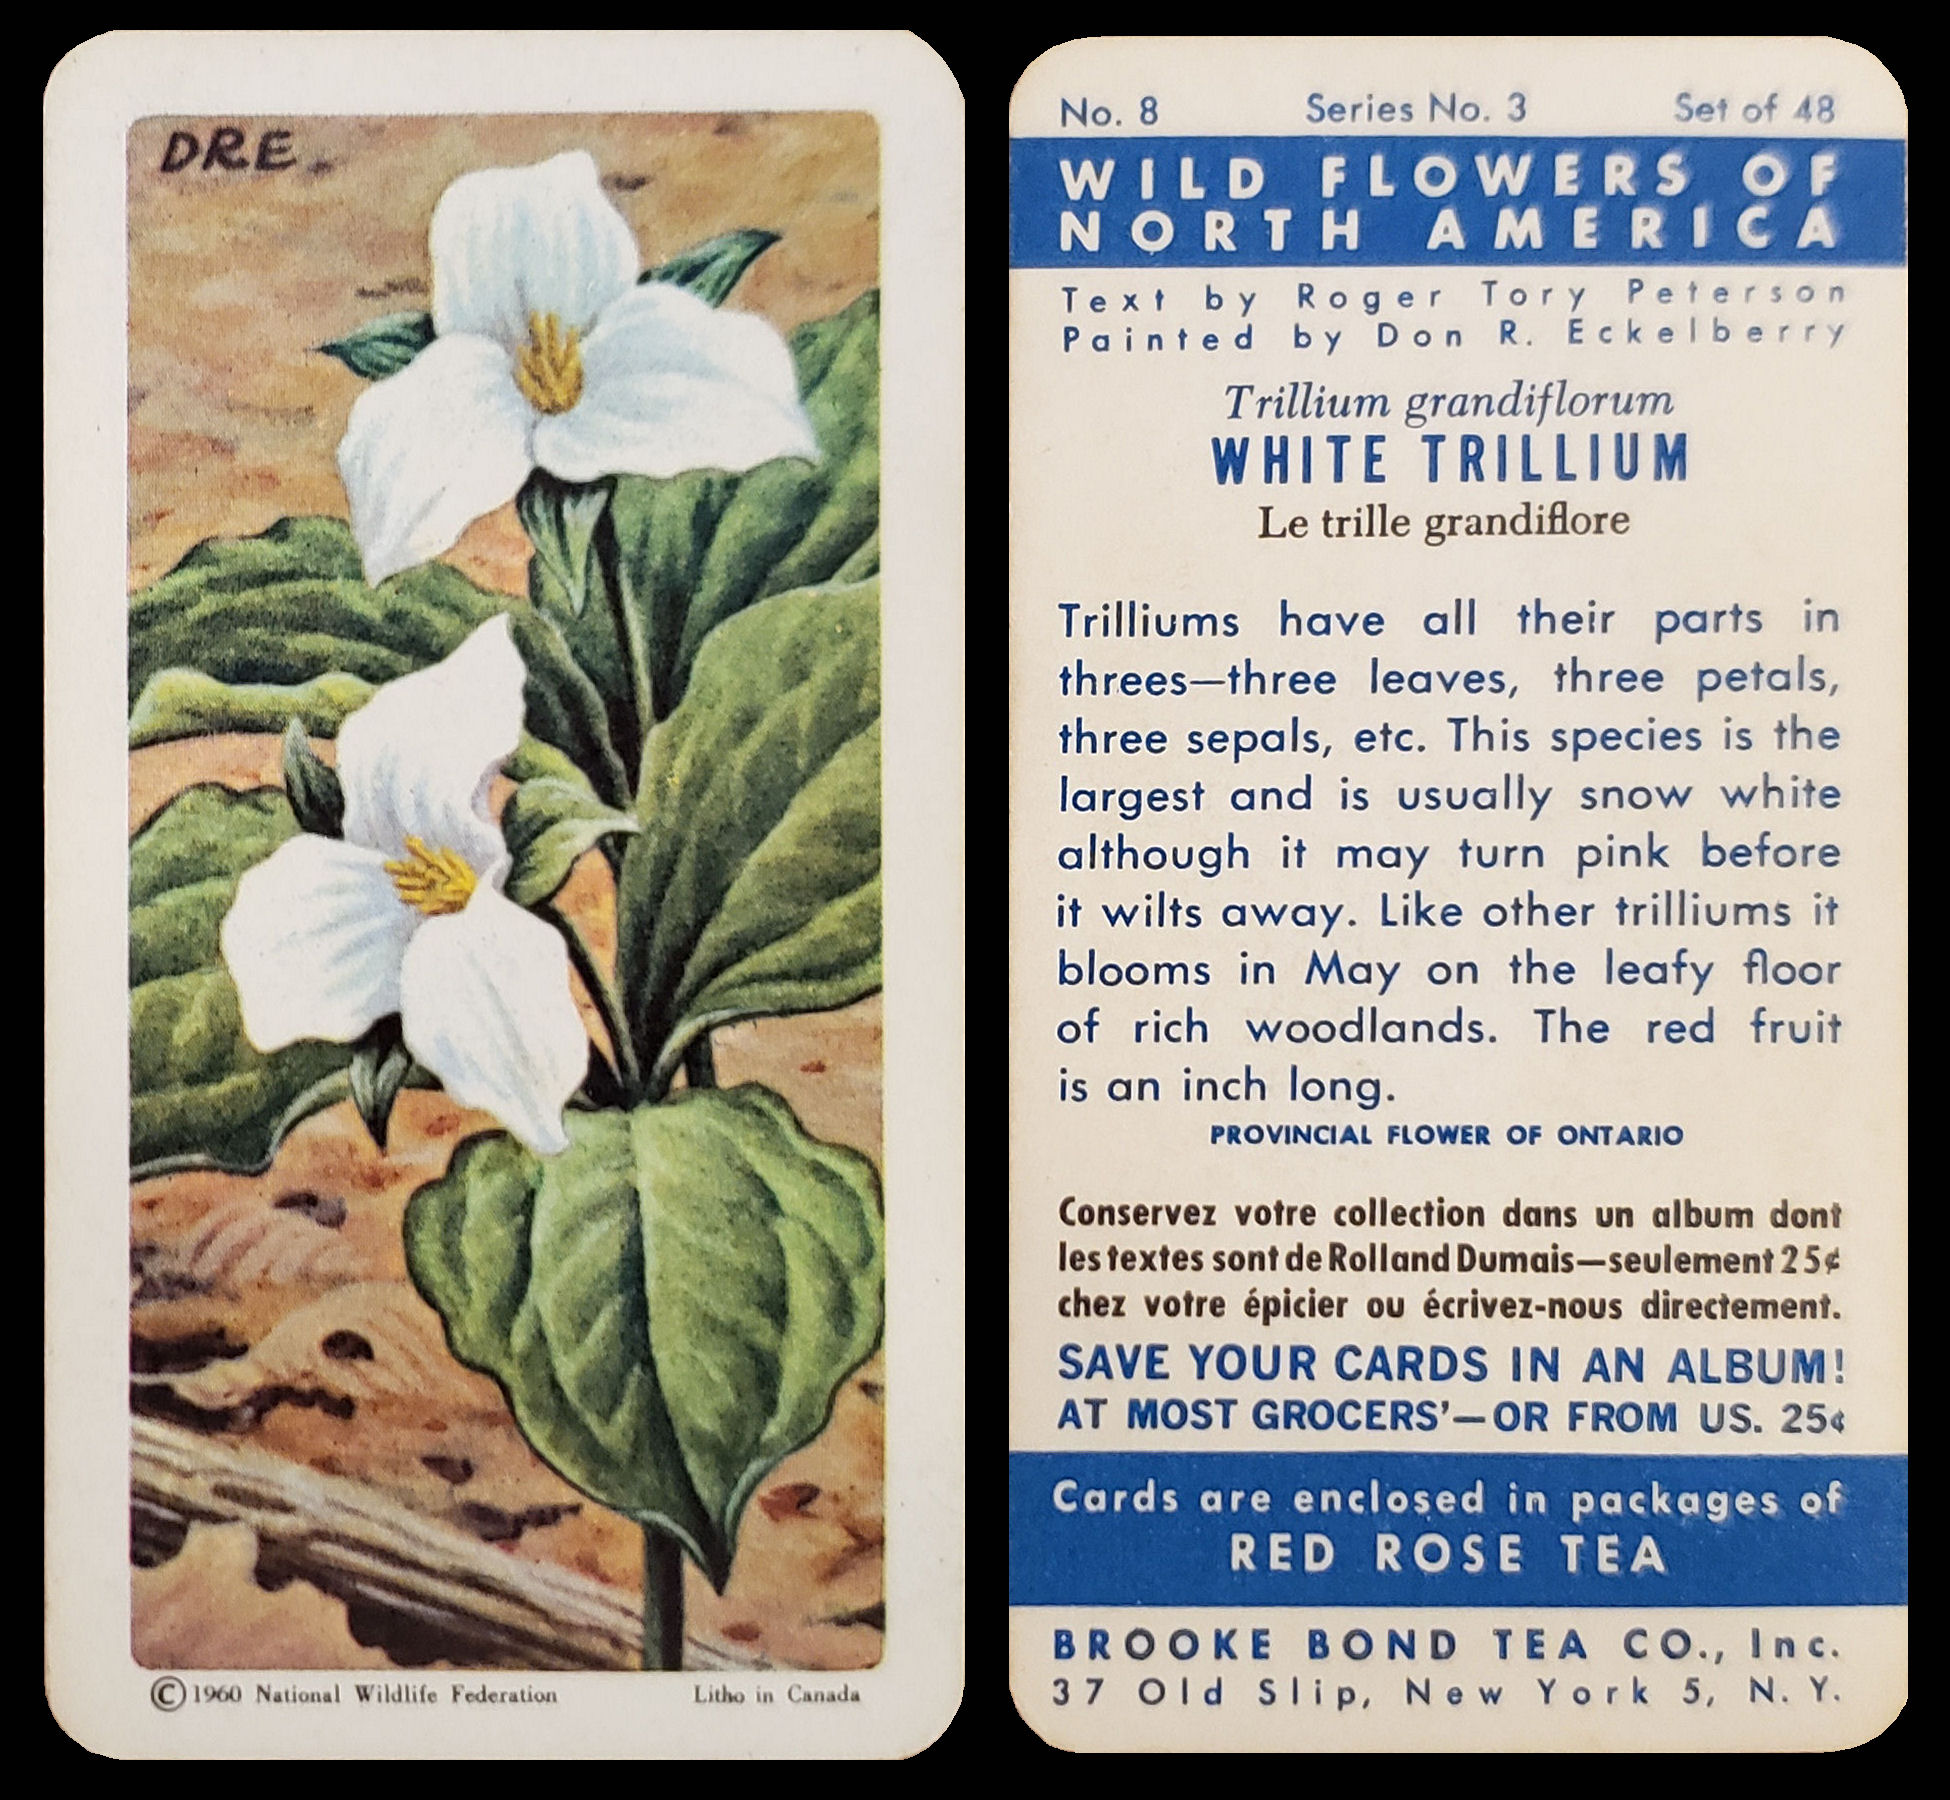 DRE
© 1960 National Wildlife Federation Litho in Canada
No. 8 Series No. 3 Set of 48
WILD FLOWERS OF
NORTH AMERICA
Text by Roger Tory Peterson
Painted by Don R. Eckelberry
Trillium grandiflorum
WHITE TRILLIUM
Le trille grandiflore
Trilliums have all their parts in
threes—three leaves, three petals,
three sepals, etc. This species is the
largest and is usually snow white
although it may turn pink before
it wilts away. Like other trilliums it
blooms in May on the leafy floor
of rich woodlands. The red fruit
is an inch long.
PROVINCIAL FLOWER OF ONTARIO
Conservez votre collection dans un album dont
les textes sont de Rolland Dumais—seulement 25¢
chez votre épicier ou écrivez-nous directement.
SAVE YOUR CARDS IN AN ALBUM!
AT MOST GROCERS'—OR FROM US. 25¢
Cards are enclosed in packages of
RED ROSE TEA
BROOKE BOND TEA CO., Inc.
37 Old Slip, New York 5, N.Y.